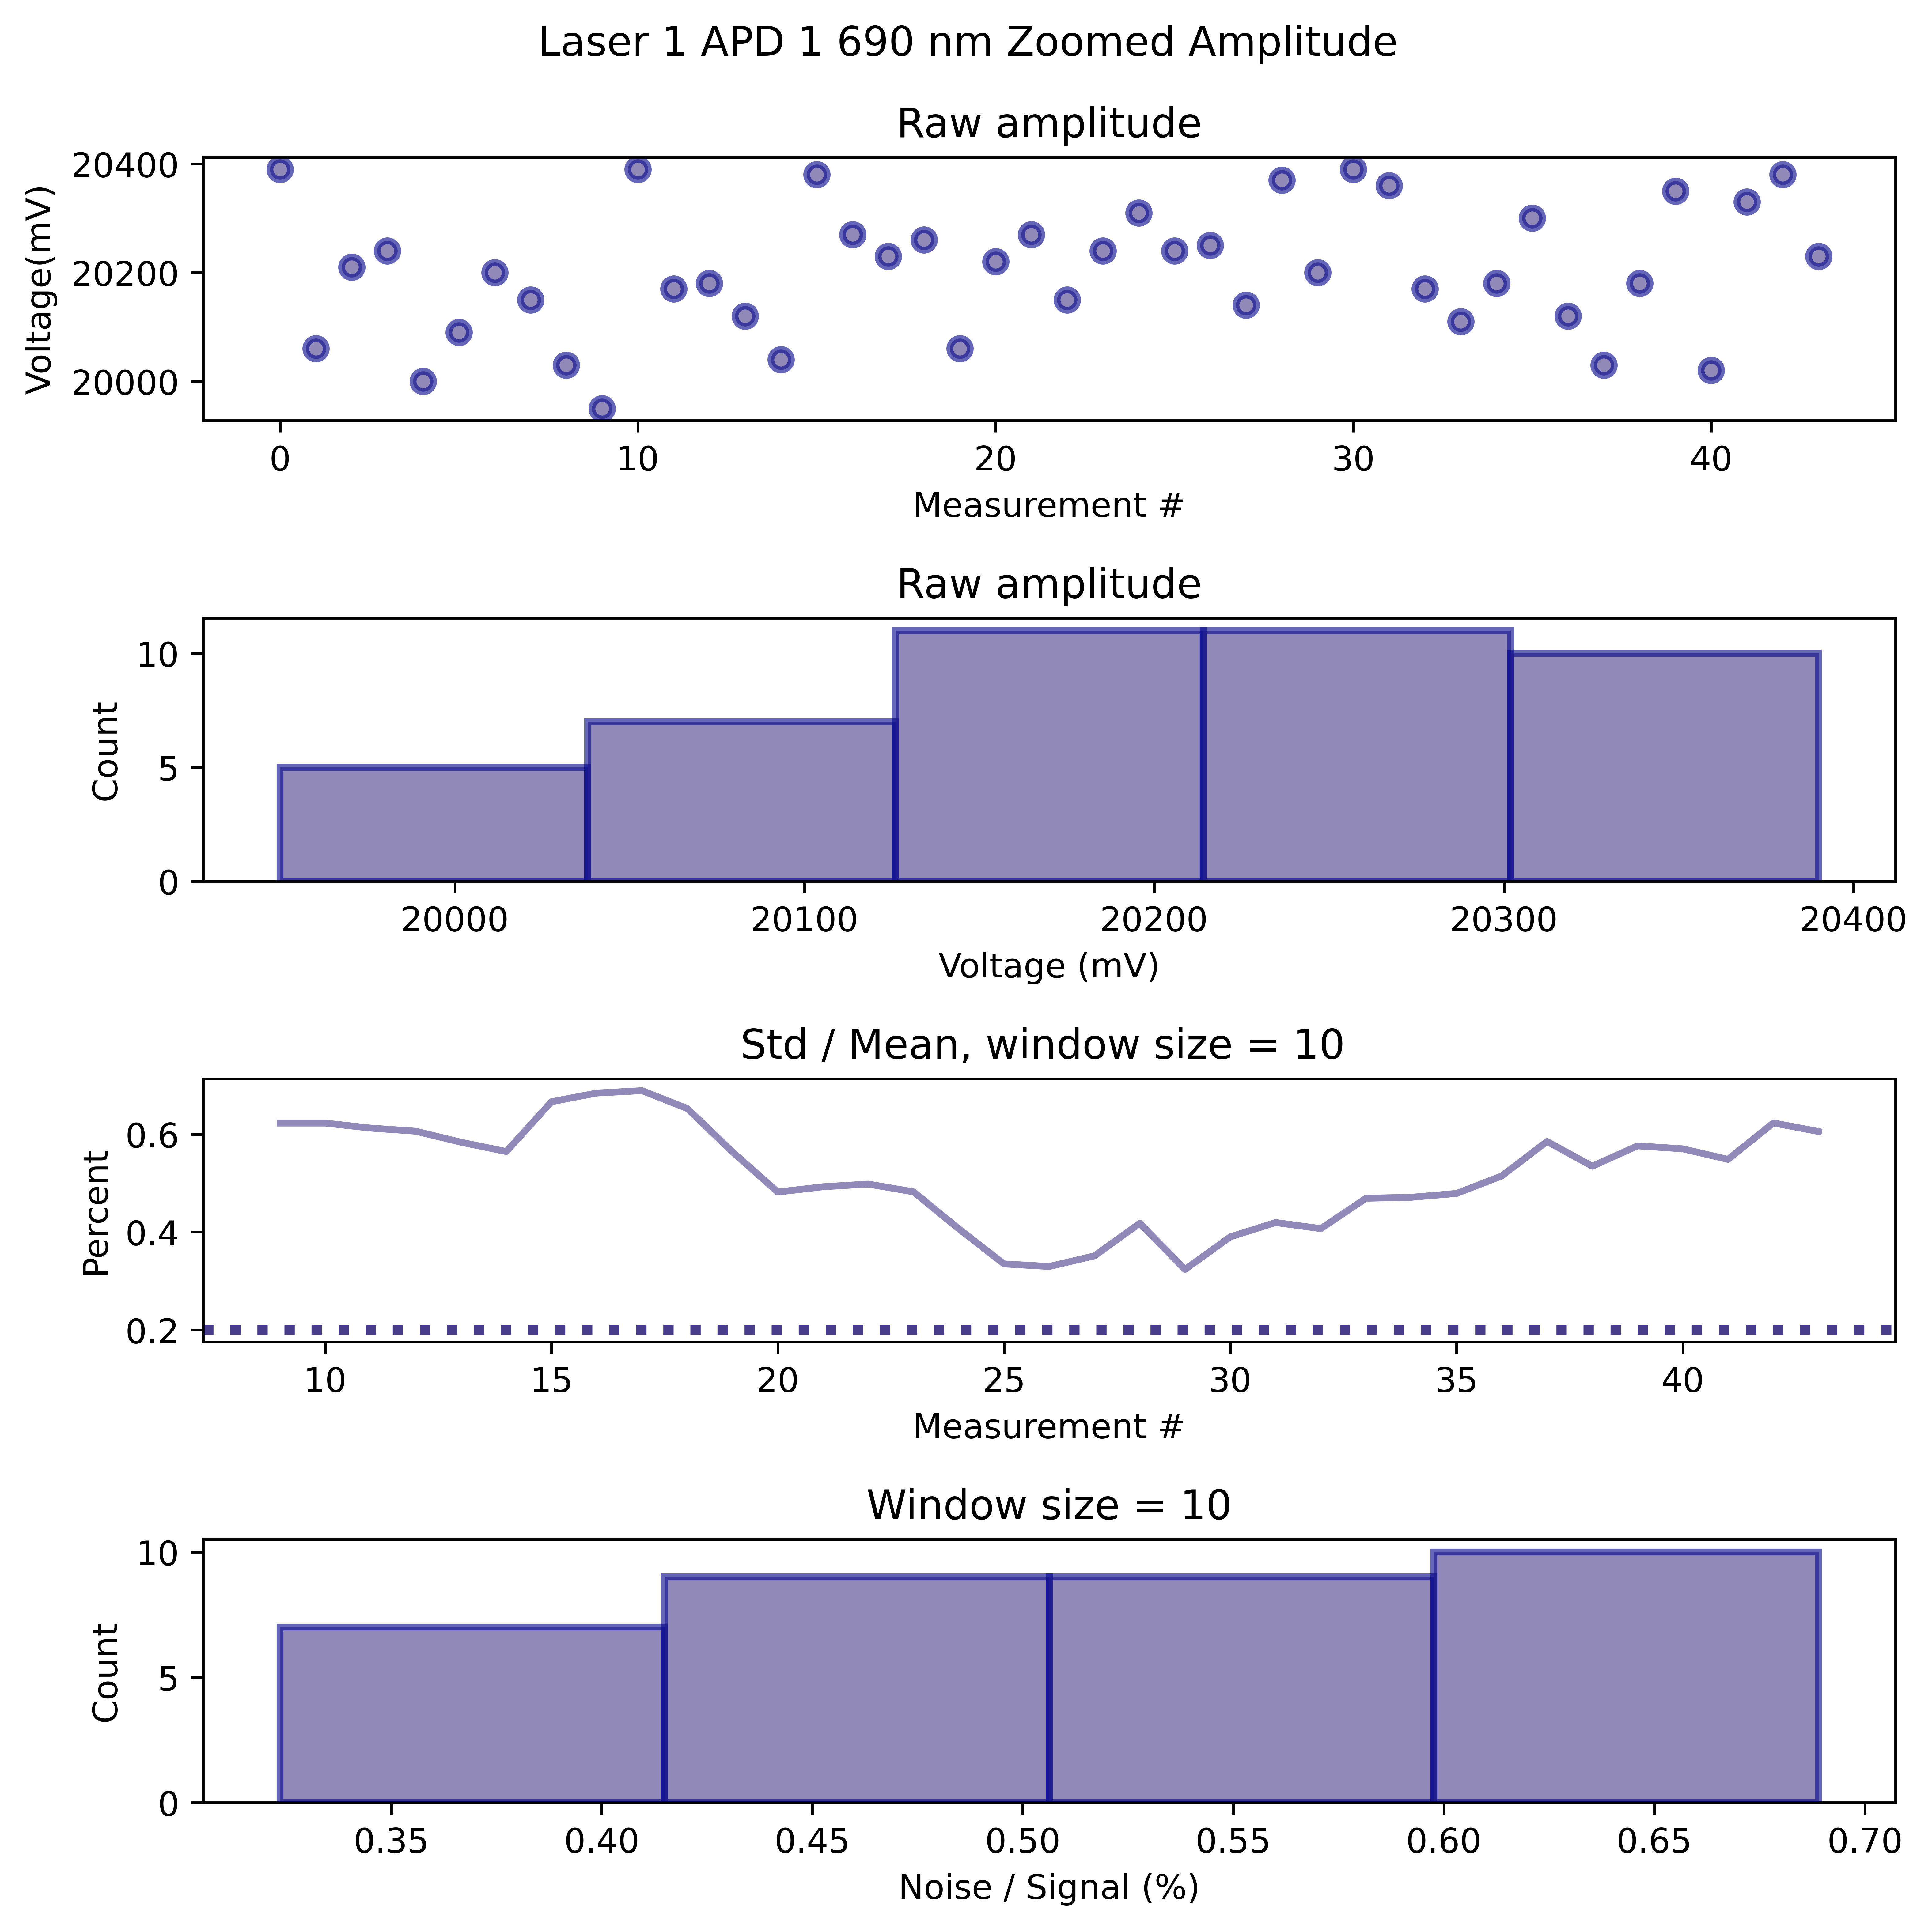 Laser 1 APD 1 690 nm Zoomed Amplitude
Raw amplitude
20400
20200
20000
Voltage(mV)
0 10 20 30 40
Measurement #
Raw amplitude
10
5
0
Count
20000 20100 20200 20300 20400
Voltage (mV)
Std / Mean, window size = 10
0.6
0.4
0.2
Percent
10 15 20 25 30 35 40
Measurement #
Window size = 10
10
5
0
Count
0.35 0.40 0.45 0.50 0.55 0.60 0.65 0.70
Noise / Signal (%)